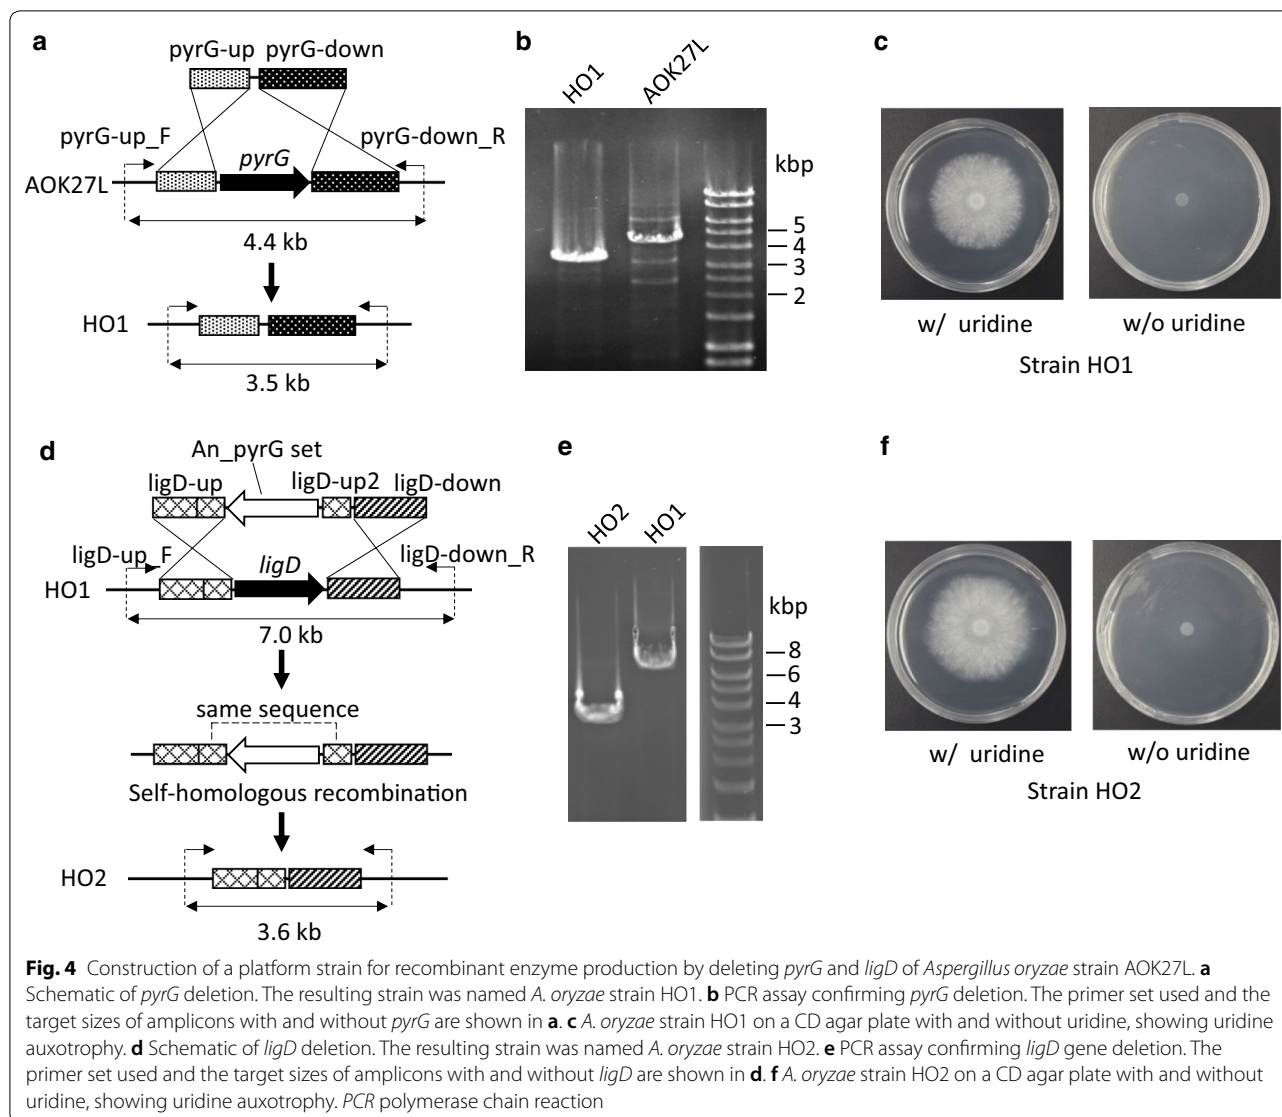 a
pyrG-up pyrG-down
pyrG-up_F
pyrG-down_R
pyrG
AOK27L
4.4 kb
HO1
3.5 kb
b
HO1
AOK27L
kbp
5
4
3
2
c
w/ uridine
w/o uridine
Strain HO1
d
An_pyrG set
ligD-up
ligD-up2
ligD-down
ligD-up_F
ligD-down_R
ligD
HO1
7.0 kb
same sequence
Self-homologous recombination
HO2
3.6 kb
e
HO2
HO1
kbp
8
6
4
3
f
w/ uridine
w/o uridine
Strain HO2
Fig. 4 Construction of a platform strain for recombinant enzyme production by deleting pyrG and ligD of Aspergillus oryzae strain AOK27L. a
Schematic of pyrG deletion. The resulting strain was named A. oryzae strain HO1. b PCR assay confirming pyrG deletion. The primer set used and the
target sizes of amplicons with and without pyrG are shown in a. c A. oryzae strain HO1 on a CD agar plate with and without uridine, showing uridine
auxotrophy. d Schematic of ligD deletion. The resulting strain was named A. oryzae strain HO2. e PCR assay confirming ligD gene deletion. The
primer set used and the target sizes of amplicons with and without ligD are shown in d. f A. oryzae strain HO2 on a CD agar plate with and without
uridine, showing uridine auxotrophy. PCR polymerase chain reaction